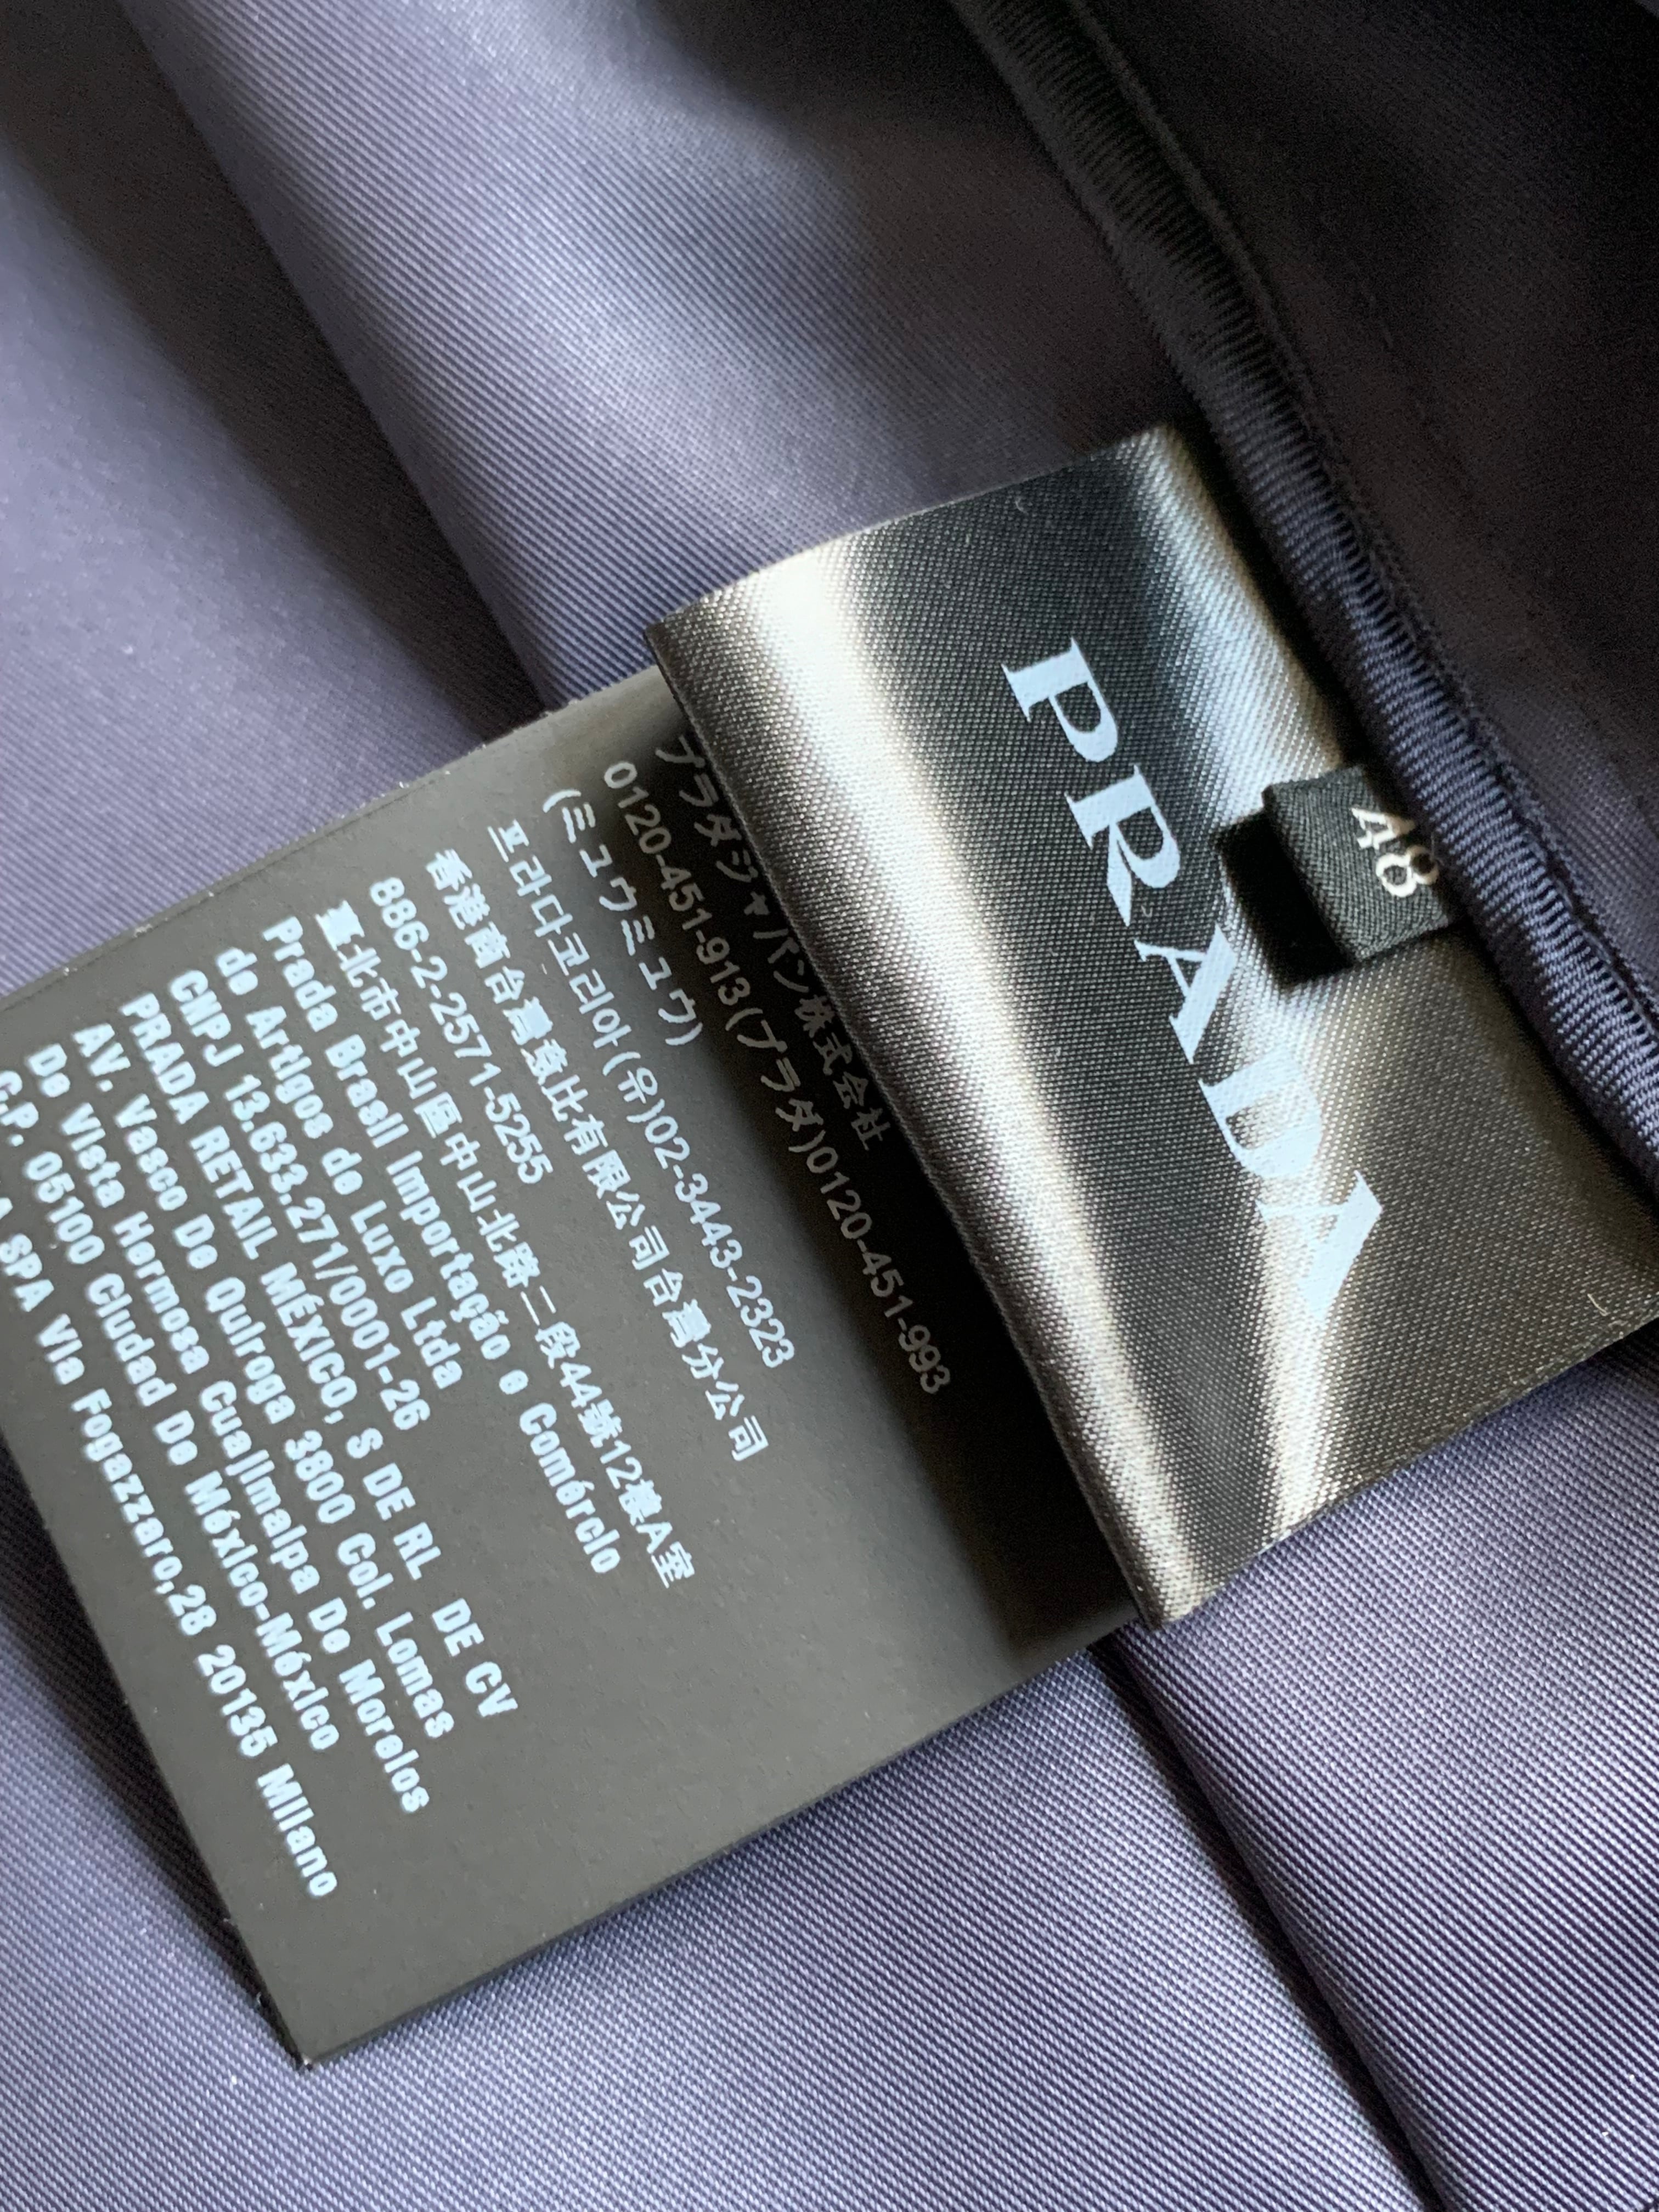 48
PRADA
プラダジャパン株式会社
0120-451-913(プラダ)0120-451-993
(ミュウミュウ)
프라다코리아(유)02-3443-2323
香港商台灣意比有限公司台灣分公司
886-2-2571-5255
臺北市中山區中山北路二段44號12樓A室
Prada Brasil Importação e Comércio
de Artigos de Luxo Ltda
CNPJ 13.633.271/0001-26
PRADA RETAIL MÉXICO, S DE RL DE CV
AV. Vasco De Quiroga 3800 Col. Lomas
De Vista Hermosa Cuajimalpa De Morelos
C.P. 05100 Ciudad De México-México
SPA Via Fogazzaro,28 20135 Milano